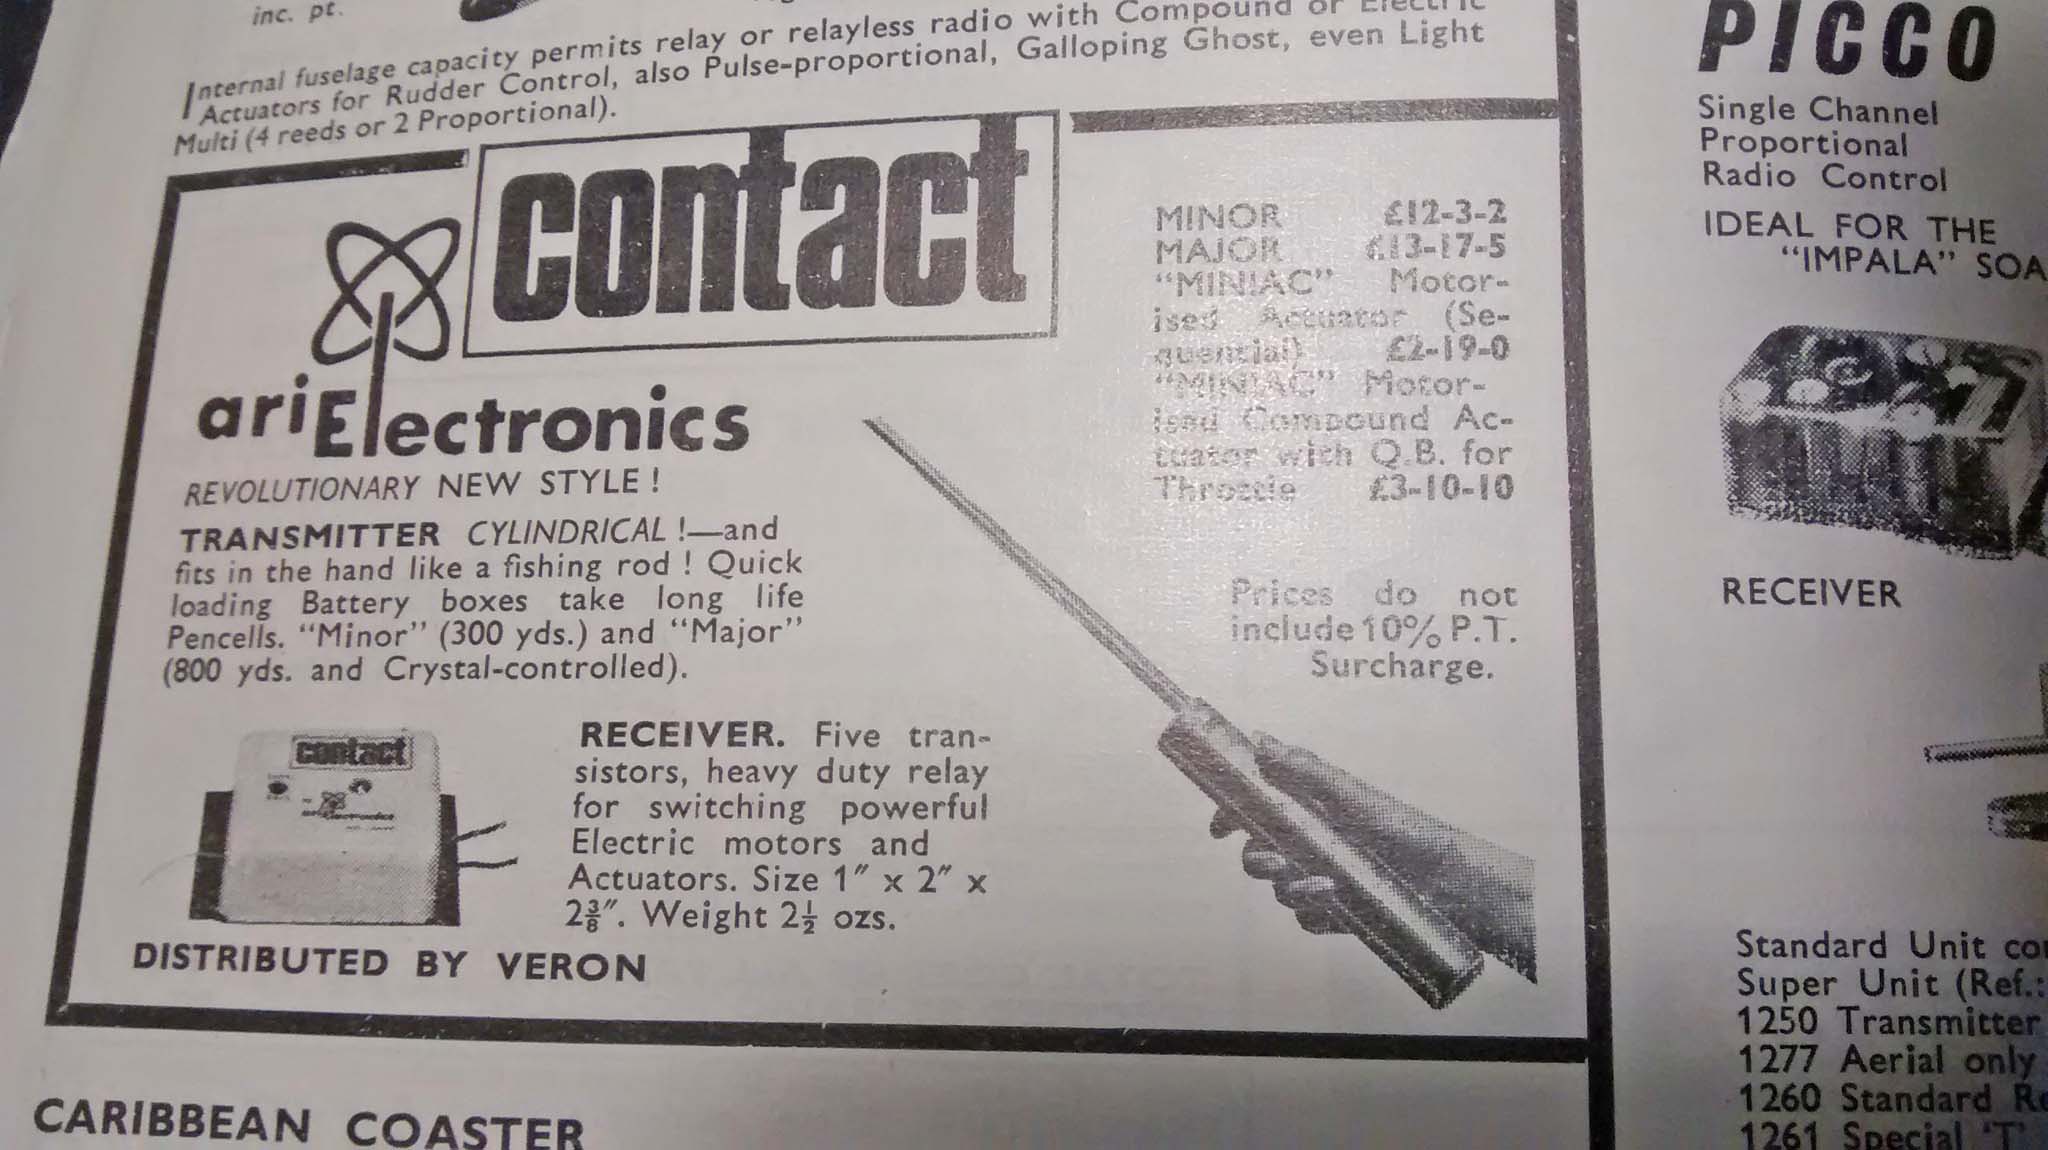 inc. pt.
Internal fuselage capacity permits relay or relayless radio with Compound or Electric
Actuators for Rudder Control, also Pulse-proportional, Galloping Ghost, even Light
Multi (4 reeds or 2 Proportional).
contact
ariElectronics
REVOLUTIONARY NEW STYLE !
TRANSMITTER CYLINDRICAL !—and
fits in the hand like a fishing rod ! Quick
loading Battery boxes take long life
Pencells. "Minor" (300 yds.) and "Major"
(800 yds. and Crystal-controlled).
contact
RECEIVER. Five tran-
sistors, heavy duty relay
for switching powerful
Electric motors and
Actuators. Size 1" x 2" x
2⅜". Weight 2½ ozs.
DISTRIBUTED BY VERON
MINOR £12-3-2
MAJOR £13-17-5
"MINIAC" Motor-
ised Actuator (Se-
quential) £2-19-0
"MINIAC" Motor-
ised Compound Ac-
tuator with Q.B. for
Throttle £3-10-10
Prices do not
include 10% P.T.
Surcharge.
CARIBBEAN COASTER
PICCO
Single Channel
Proportional
Radio Control
IDEAL FOR THE
"IMPALA" SOA
RECEIVER
Standard Unit
Super Unit (Ref.:
1250 Transmitter
1277 Aerial only
1260 Standard
1261 Special 'T'